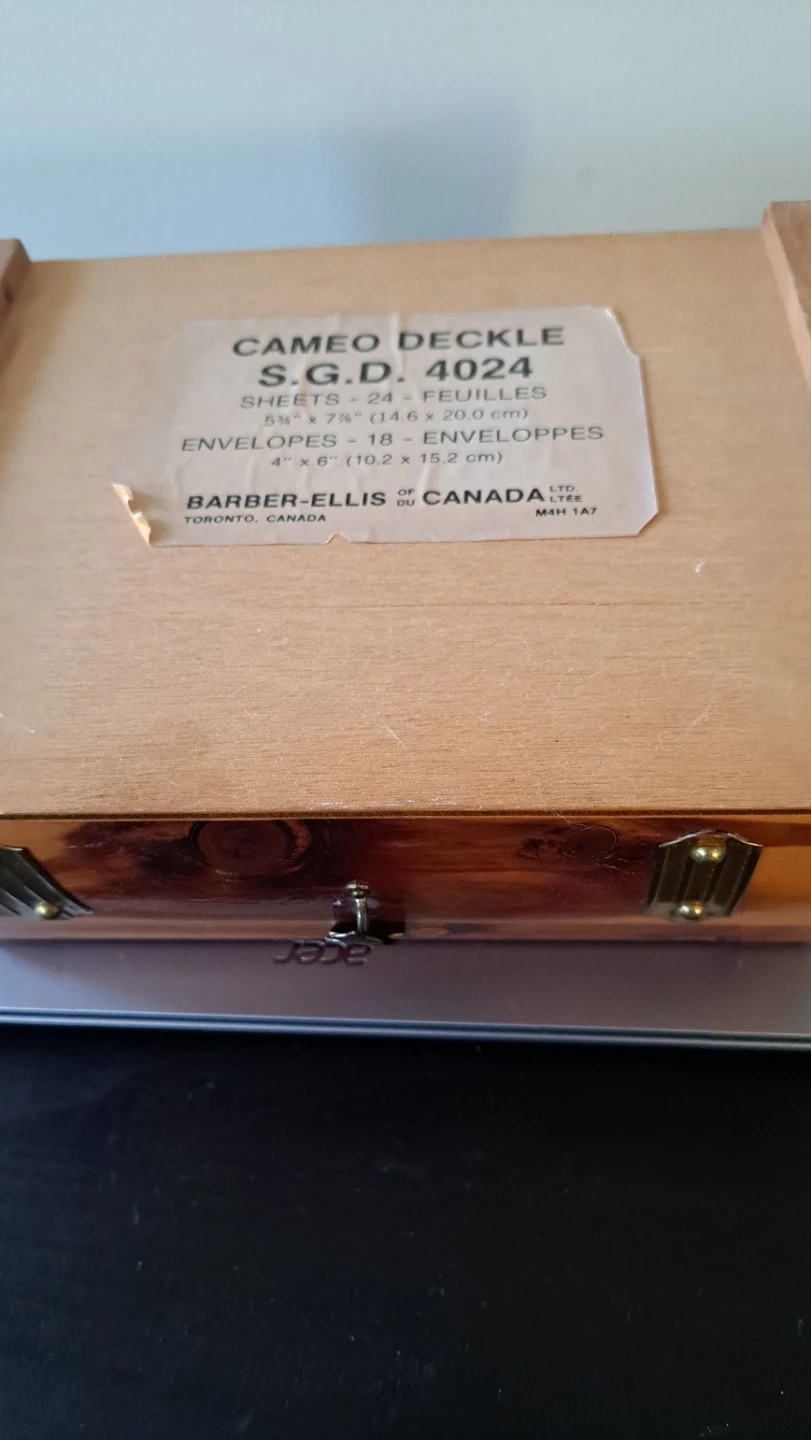 CAMEO DECKLE
S.G.D. 4024
SHEETS - 24 - FEUILLES
5¾" x 7⅞" (14.6 x 20.0 cm)
ENVELOPES - 18 - ENVELOPPES
4" x 6" (10.2 x 15.2 cm)
BARBER-ELLIS OF DU CANADA LTD. LTÉE
TORONTO, CANADA M4H 1A7
acer